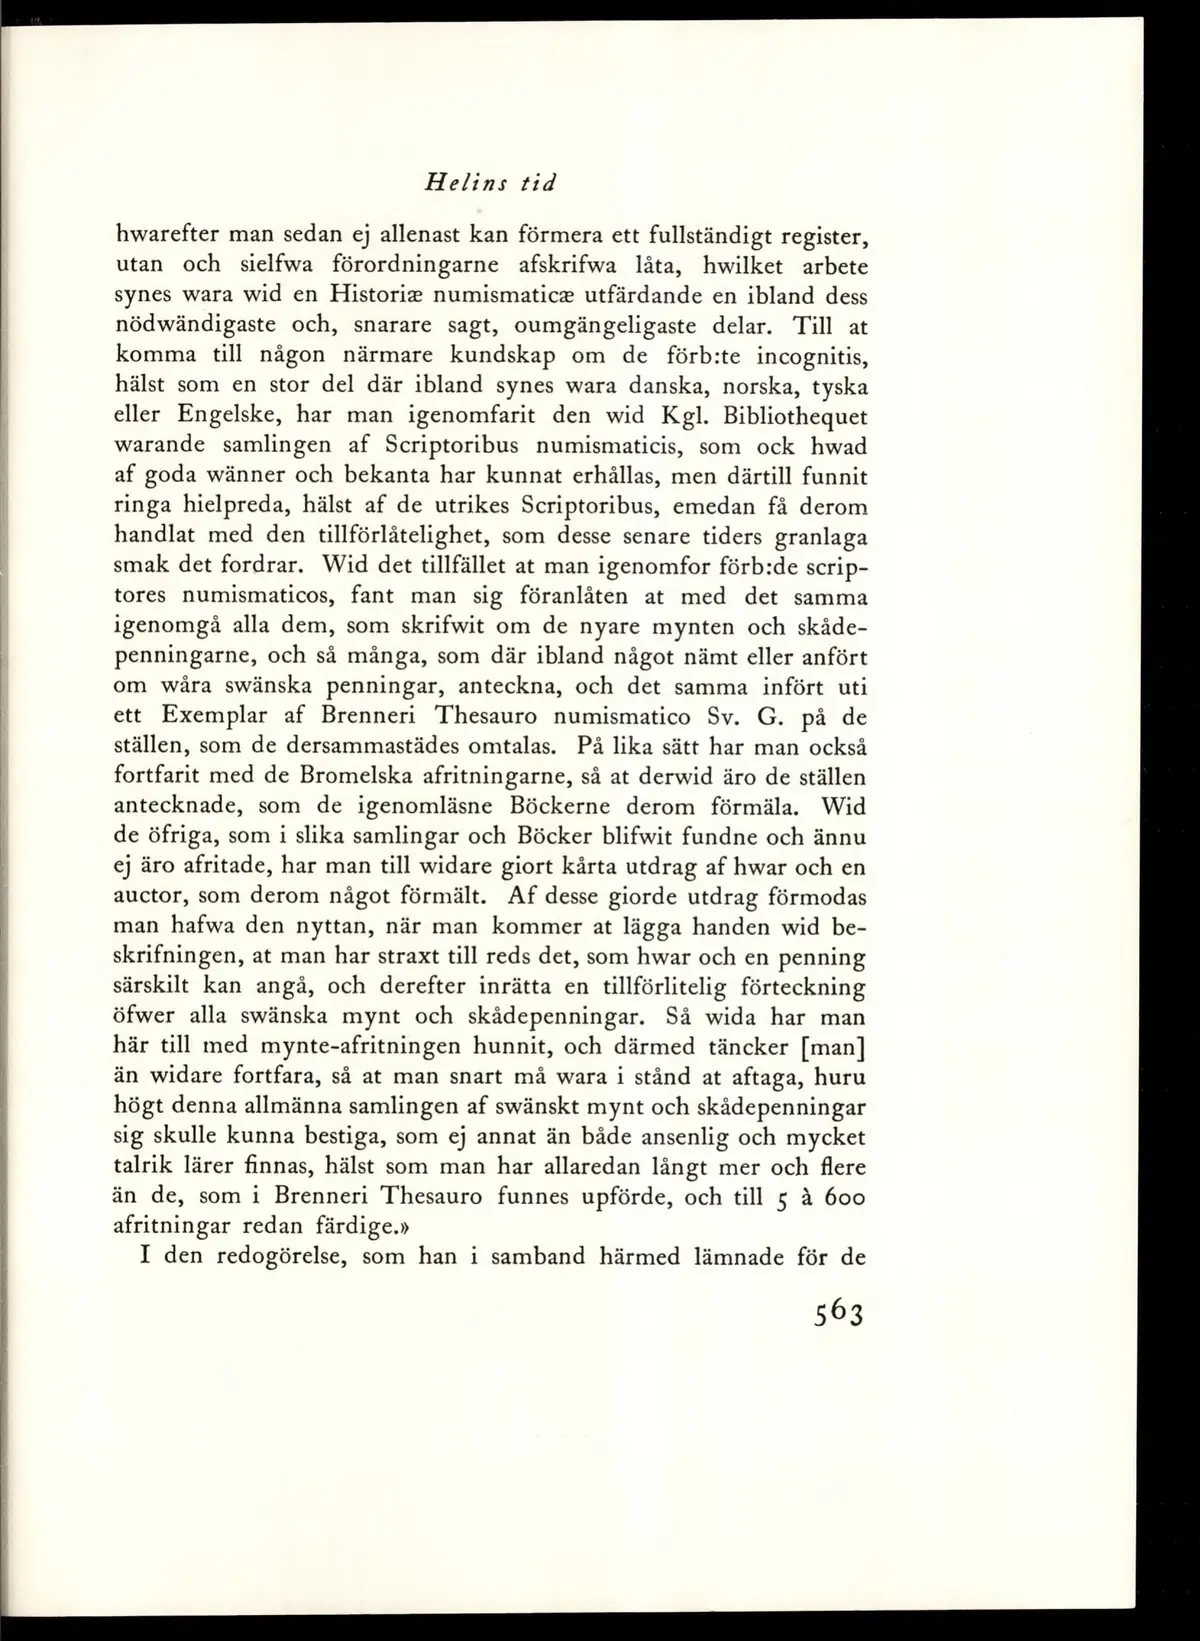 Helins tid
hwarefter man sedan ej allenast kan förmera ett fullständigt register,
utan och sielfwa förordningarne afskrifwa låta, hwilket arbete
synes wara wid en Historiæ numismaticæ utfärdande en ibland dess
nödwändigaste och, snarare sagt, oumgängeligaste delar. Till at
komma till någon närmare kundskap om de förb:te incognitis,
hälst som en stor del där ibland synes wara danska, norska, tyska
eller Engelske, har man igenomfarit den wid Kgl. Bibliothequet
warande samlingen af Scriptoribus numismaticis, som ock hwad
af goda wänner och bekanta har kunnat erhållas, men därtill funnit
ringa hielpreda, hälst af de utrikes Scriptoribus, emedan få derom
handlat med den tillförlåtelighet, som desse senare tiders granlaga
smak det fordrar. Wid det tillfället at man igenomfor förb:de scrip-
tores numismaticos, fant man sig föranlåten at med det samma
igenomgå alla dem, som skrifwit om de nyare mynten och skåde-
penningarne, och så många, som där ibland något nämt eller anfört
om wåra swänska penningar, anteckna, och det samma infört uti
ett Exemplar af Brenneri Thesauro numismatico Sv. G. på de
ställen, som de dersammastädes omtalas. På lika sätt har man också
fortfarit med de Bromelska afritningarne, så at derwid äro de ställen
antecknade, som de igenomläsne Böckerne derom förmäla. Wid
de öfriga, som i slika samlingar och Böcker blifwit fundne och ännu
ej äro afritade, har man till widare giort kårta utdrag af hwar och en
auctor, som derom något förmält. Af desse giorde utdrag förmodas
man hafwa den nyttan, när man kommer at lägga handen wid be-
skrifningen, at man har straxt till reds det, som hwar och en penning
särskilt kan angå, och derefter inrätta en tillförlitelig förteckning
öfwer alla swänska mynt och skådepenningar. Så wida har man
här till med mynte-afritningen hunnit, och därmed täncker [man]
än widare fortfara, så at man snart må wara i stånd at aftaga, huru
högt denna allmänna samlingen af swänskt mynt och skådepenningar
sig skulle kunna bestiga, som ej annat än både ansenlig och mycket
talrik lärer finnas, hälst som man har allaredan långt mer och flere
än de, som i Brenneri Thesauro funnes upförde, och till 5 à 600
afritningar redan färdige.»
I den redogörelse, som han i samband härmed lämnade för de
563